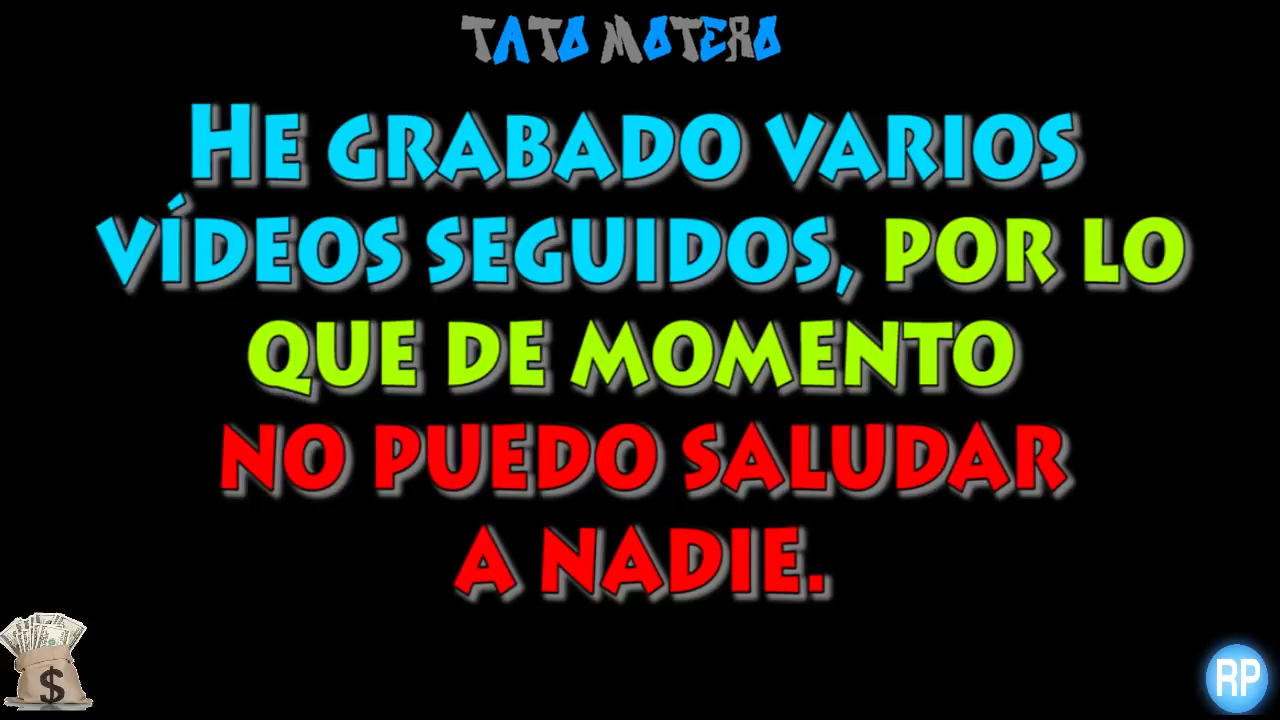 TATO MOTERO
HE GRABADO VARIOS
VÍDEOS SEGUIDOS, POR LO
QUE DE MOMENTO
NO PUEDO SALUDAR
A NADIE.
$
RP